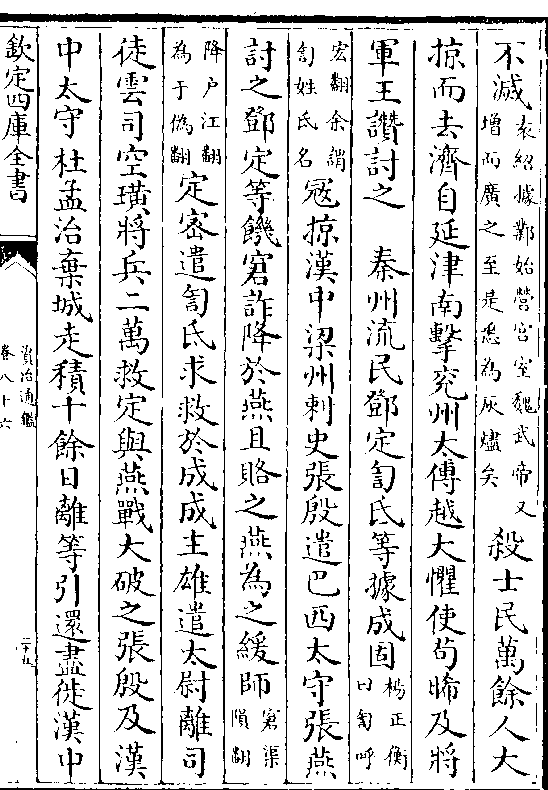 不滅袁紹據鄴始營宫室魏武帝又增而廣之至是悉為灰燼矣殺士民萬餘人大
掠而去濟自延津南擊兖州太傅越大懼使茍晞及將
軍王讚討之　秦州流民鄧定訇氐等據成固楊正衡曰訇呼
宏翻余謂訇姓氏名寇掠漢中梁州刺史張殷遣巴西太守張燕
討之鄧定等饑窘詐降於燕且賂之燕為之緩師窘渠隕翻
降户江翻為于偽翻定密遣訇氐求救於成成主雄遣太尉離司
徒雲司空璜將兵二萬救定與燕戰大破之張殷及漢
中太守杜孟治棄城走積十餘日離等引還盡徙漢中
欽定四庫全書
資治通鑑
卷八十六